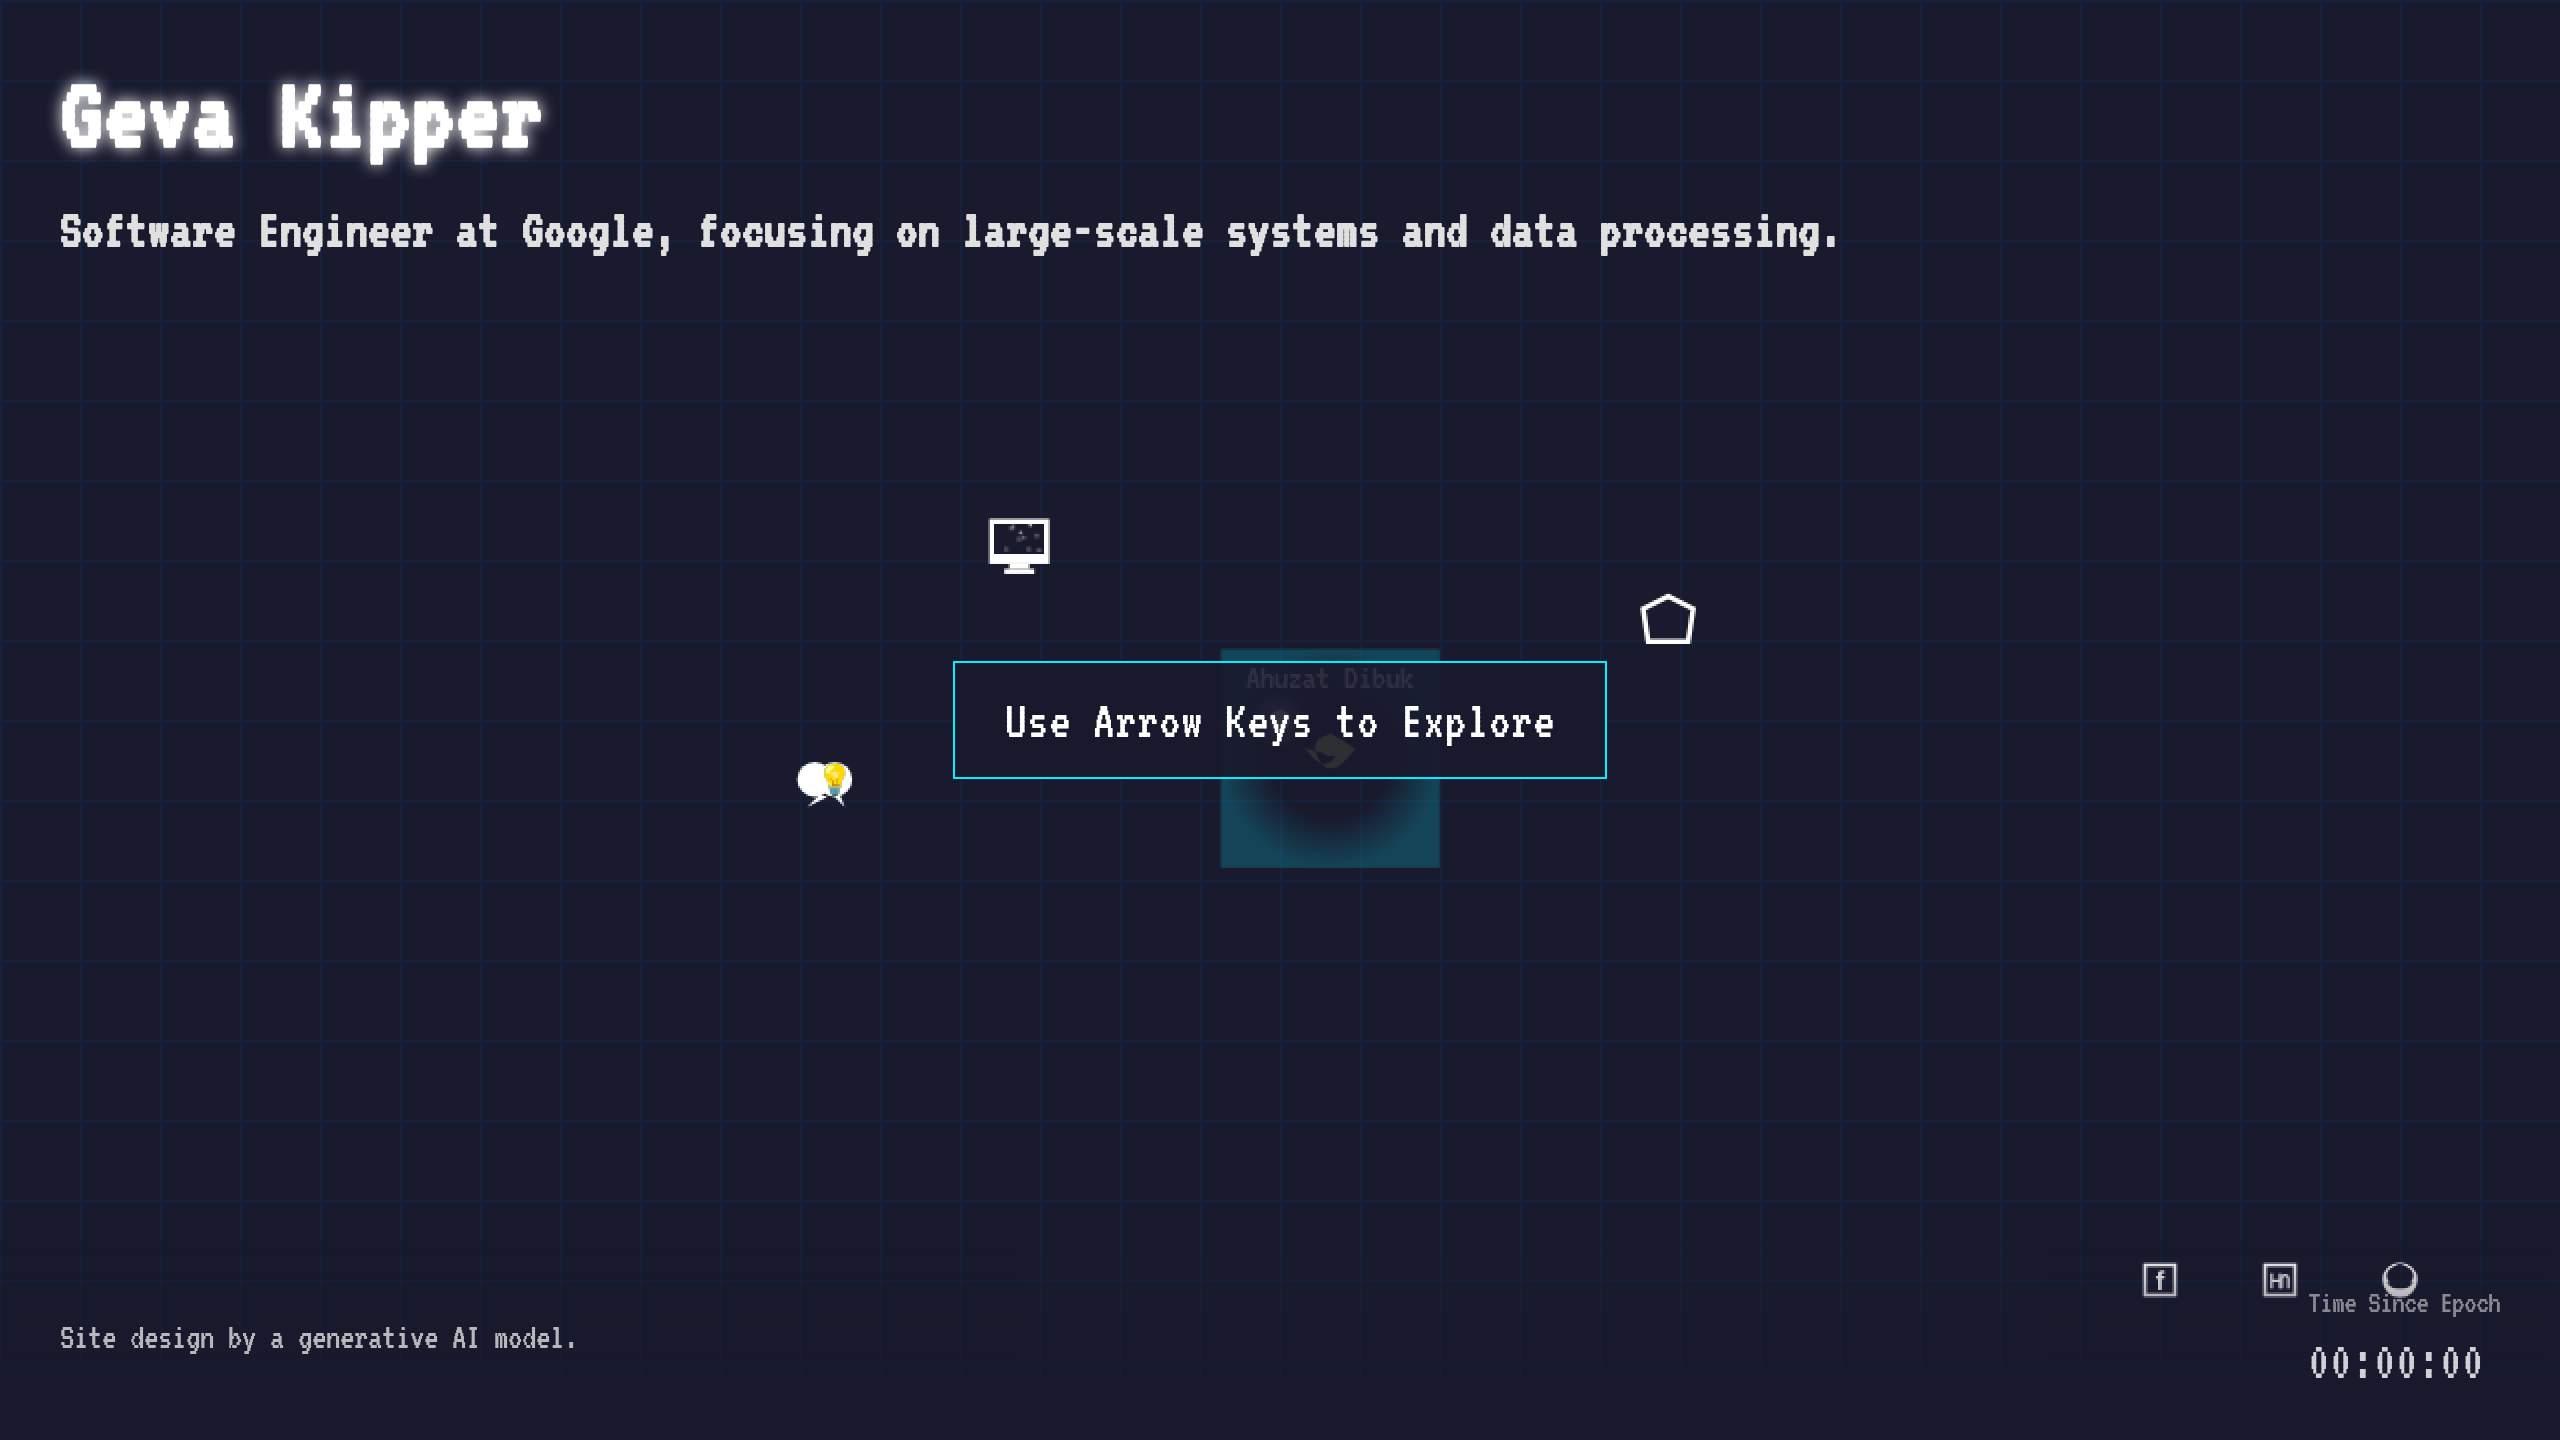 Geva Kipper
Software Engineer at Google, focusing on large-scale systems and data processing.
Ahuzat Dibuk
Use Arrow Keys to Explore
f
HN
Time Since Epoch
Site design by a generative AI model.
00:00:00